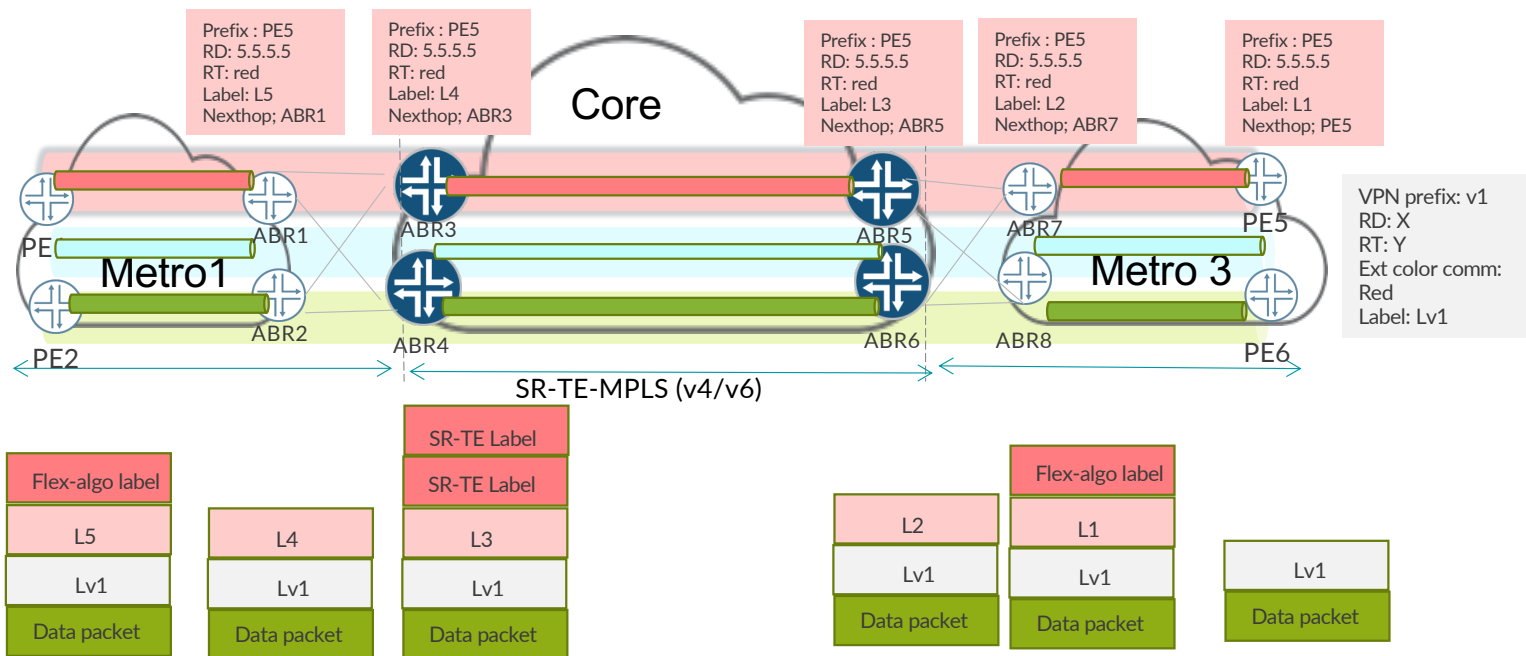 Prefix : PE5
RD: 5.5.5.5
RT: red
Label: L5
Nexthop; ABR1
Prefix : PE5
RD: 5.5.5.5
RT: red
Label: L4
Nexthop; ABR3
Prefix : PE5
RD: 5.5.5.5
RT: red
Label: L3
Nexthop; ABR5
Prefix : PE5
RD: 5.5.5.5
RT: red
Label: L2
Nexthop; ABR7
Prefix : PE5
RD: 5.5.5.5
RT: red
Label: L1
Nexthop; PE5
Core
PE
ABR1
ABR3
ABR5
ABR7
PE5
Metro1
Metro 3
PE2
ABR2
ABR4
ABR6
ABR8
PE6
VPN prefix: v1
RD: X
RT: Y
Ext color comm:
Red
Label: Lv1
SR-TE-MPLS (v4/v6)
Flex-algo label
L5
Lv1
Data packet
L4
Lv1
Data packet
SR-TE Label
SR-TE Label
L3
Lv1
Data packet
L2
Lv1
Data packet
Flex-algo label
L1
Lv1
Data packet
Lv1
Data packet